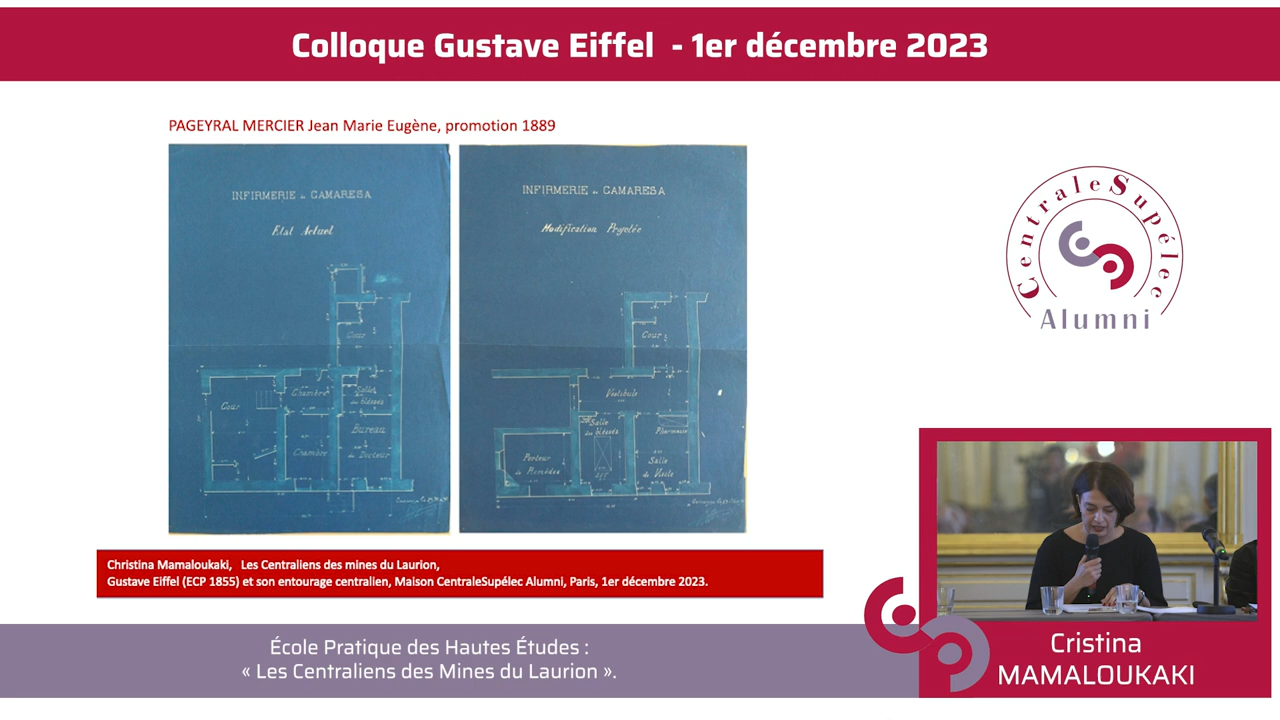 Colloque Gustave Eiffel - 1er décembre 2023
PAGEYRAL MERCIER Jean Marie Eugène, promotion 1889
INFIRMERIE DE CAMARESA
Etat Actuel
Cour
Cour
Chambre
Salle
des blessés
Chambre
Bureau
du Docteur
INFIRMERIE DE CAMARESA
Modification Projetée
Cour
Vestibule
Salle
des blessés
Pharmacie
Porteur
de Remèdes
Salle
de Visite
CentraleSupélec
Alumni
Christina Mamaloukaki, Les Centraliens des mines du Laurion,
Gustave Eiffel (ECP 1855) et son entourage centralien, Maison CentraleSupélec Alumni, Paris, 1er décembre 2023.
École Pratique des Hautes Études :
« Les Centraliens des Mines du Laurion ».
Cristina
MAMALOUKAKI